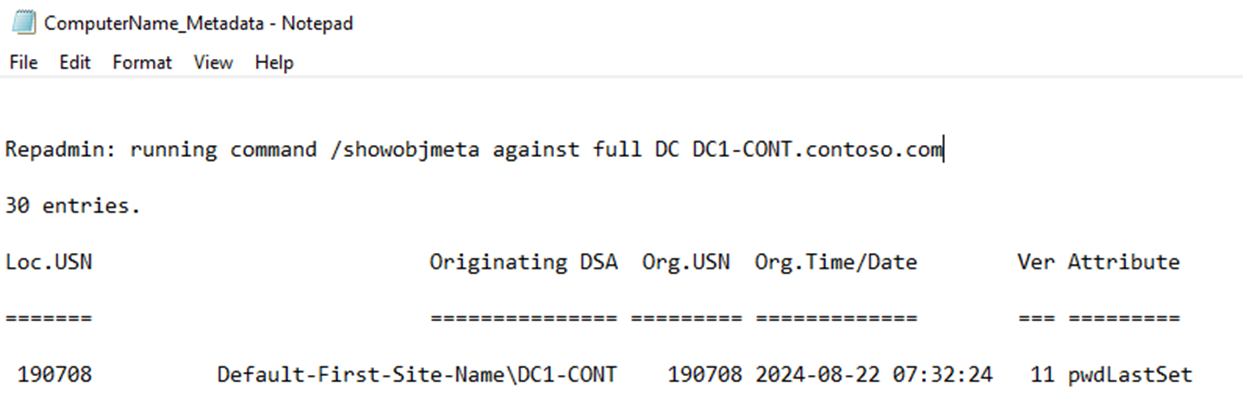 ComputerName_Metadata - Notepad
File Edit Format View Help
Repadmin: running command /showobjmeta against full DC DC1-CONT.contoso.com
30 entries.
Loc.USN Originating DSA Org.USN Org.Time/Date Ver Attribute
======= =============== ========= ============= === =========
190708 Default-First-Site-Name\DC1-CONT 190708 2024-08-22 07:32:24 11 pwdLastSet